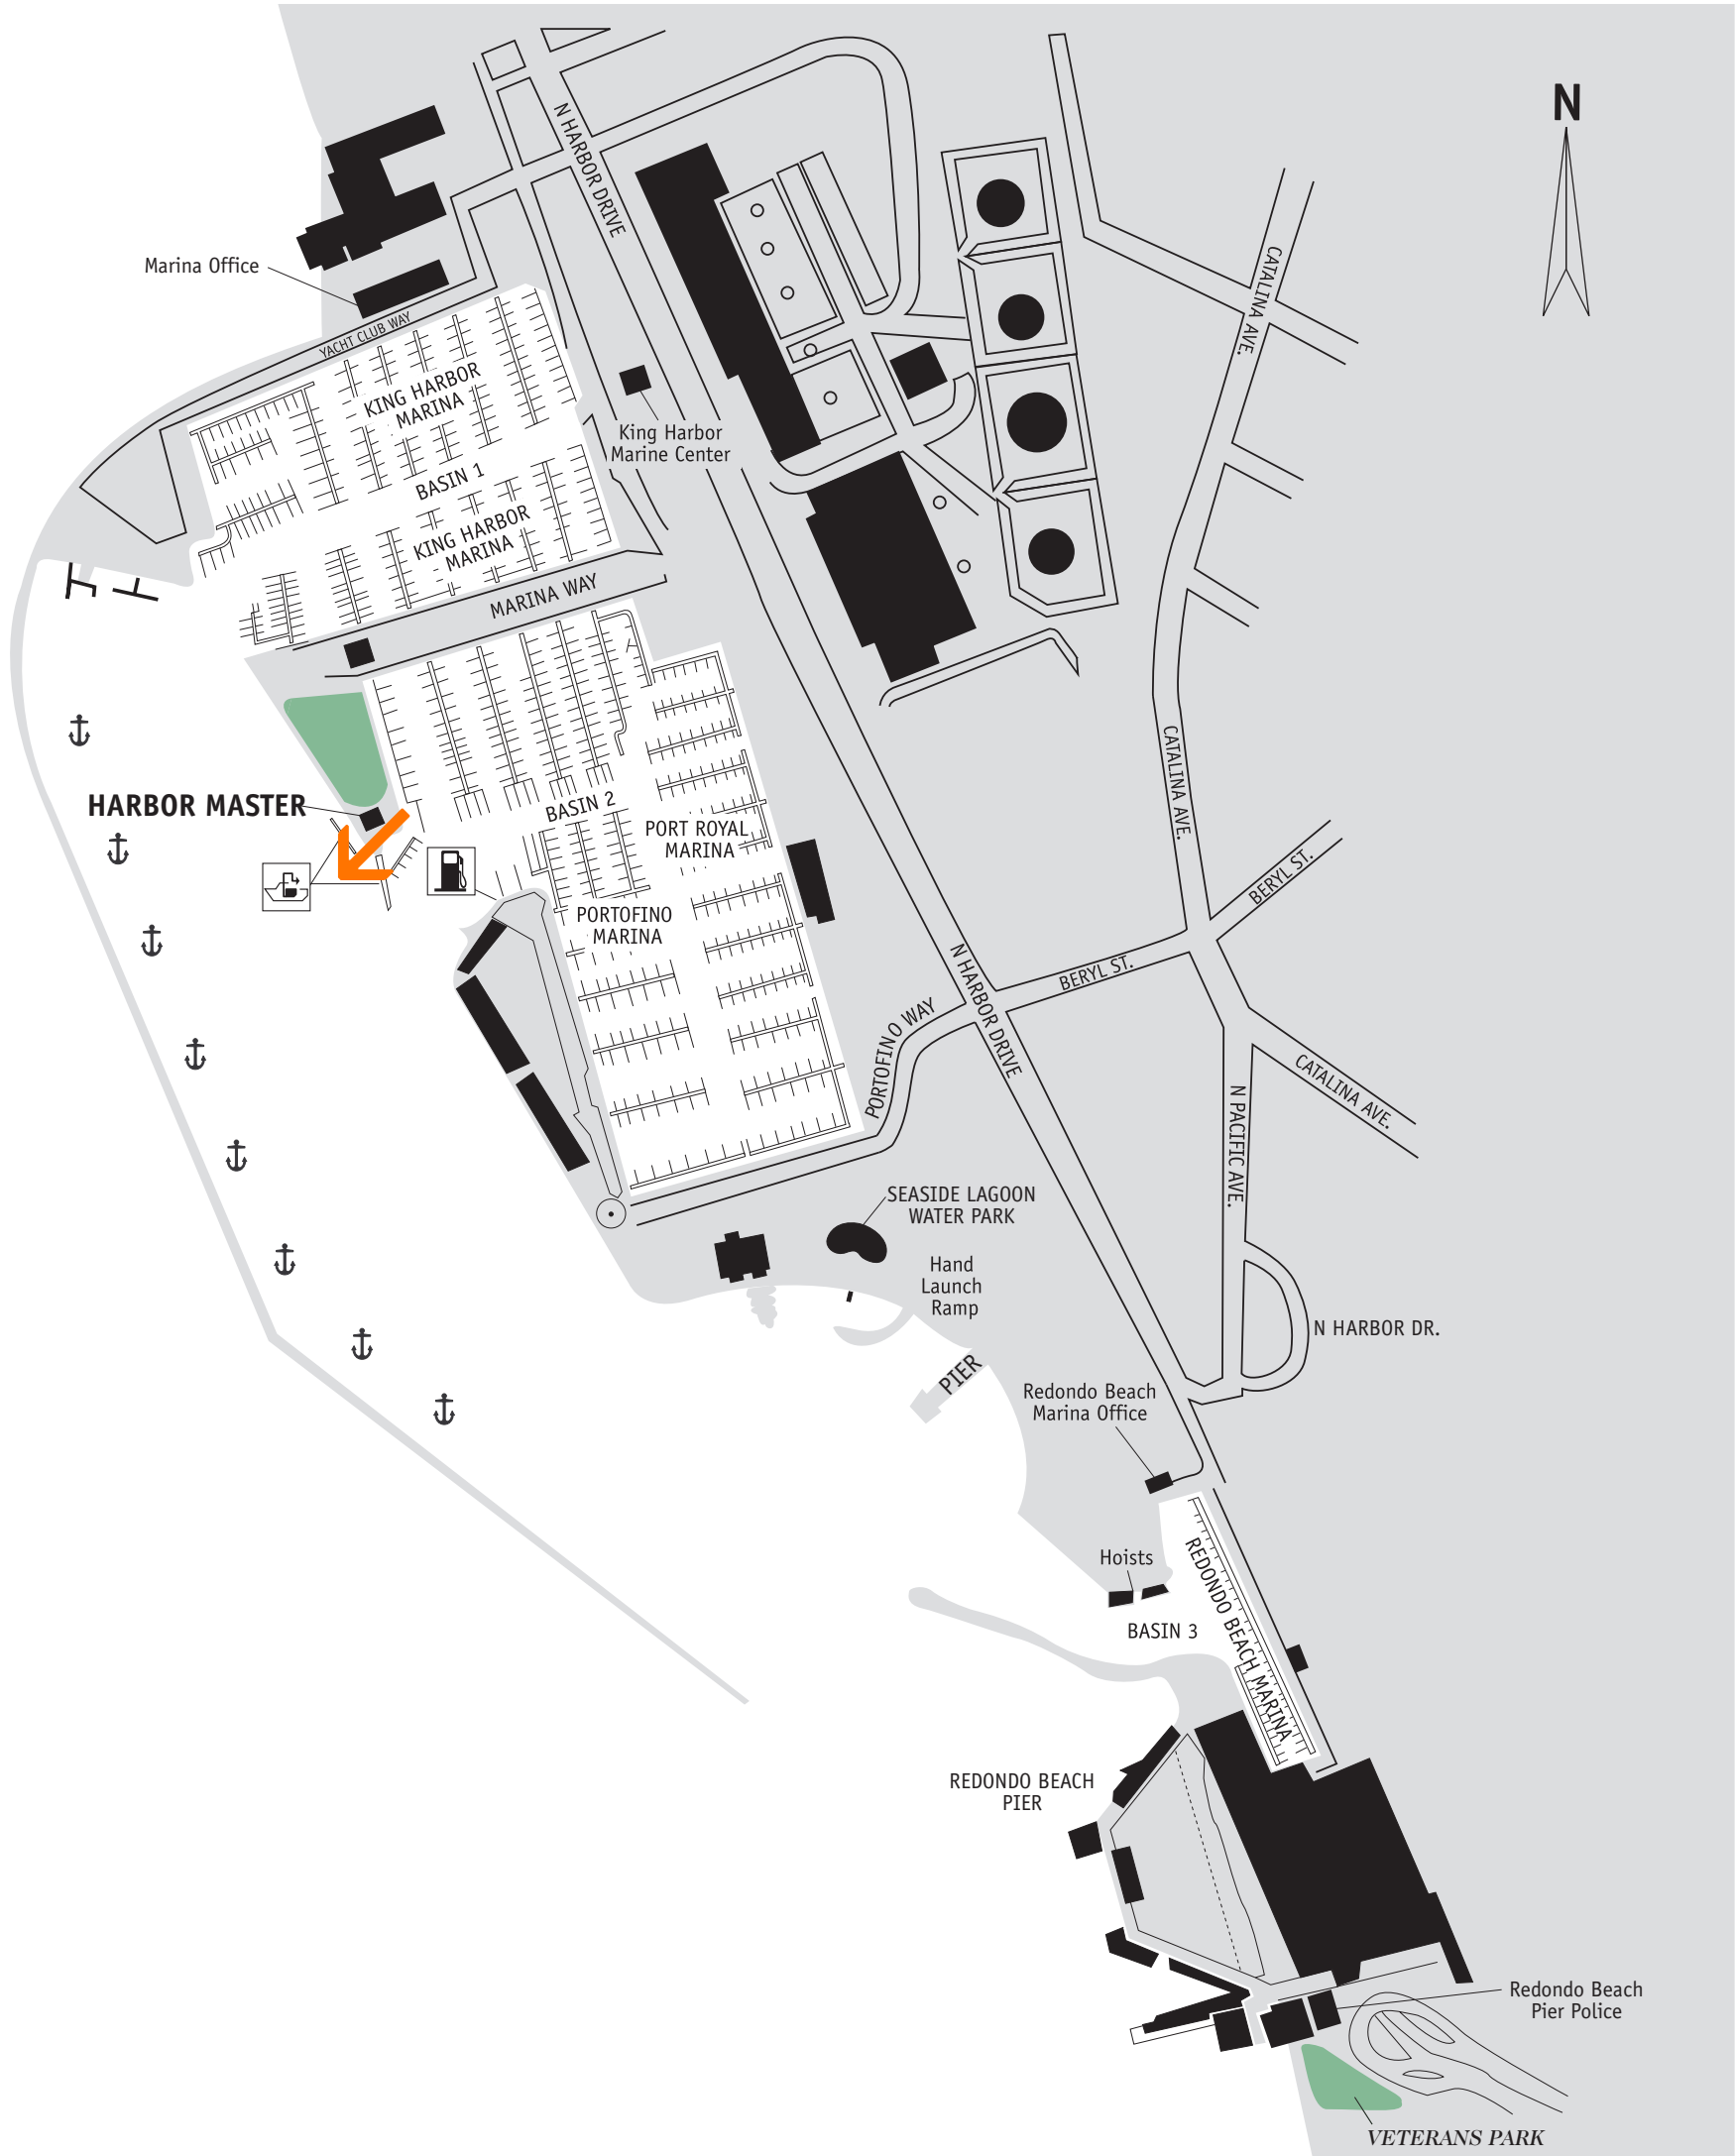 N
N HARBOR DRIVE
CATALINA AVE.
Marina Office
YACHT CLUB WAY
KING HARBOR
MARINA
King Harbor
Marine Center
BASIN 1
KING HARBOR
MARINA
MARINA WAY
CATALINA AVE.
HARBOR MASTER
BASIN 2
PORT ROYAL
MARINA
BERYL ST.
PORTOFINO
MARINA
N HARBOR DRIVE
BERYL ST.
PORTOFINO WAY
CATALINA AVE.
N PACIFIC AVE.
SEASIDE LAGOON
WATER PARK
Hand
Launch
Ramp
N HARBOR DR.
PIER
Redondo Beach
Marina Office
Hoists
REDONDO BEACH MARINA
BASIN 3
REDONDO BEACH
PIER
Redondo Beach
Pier Police
VETERANS PARK